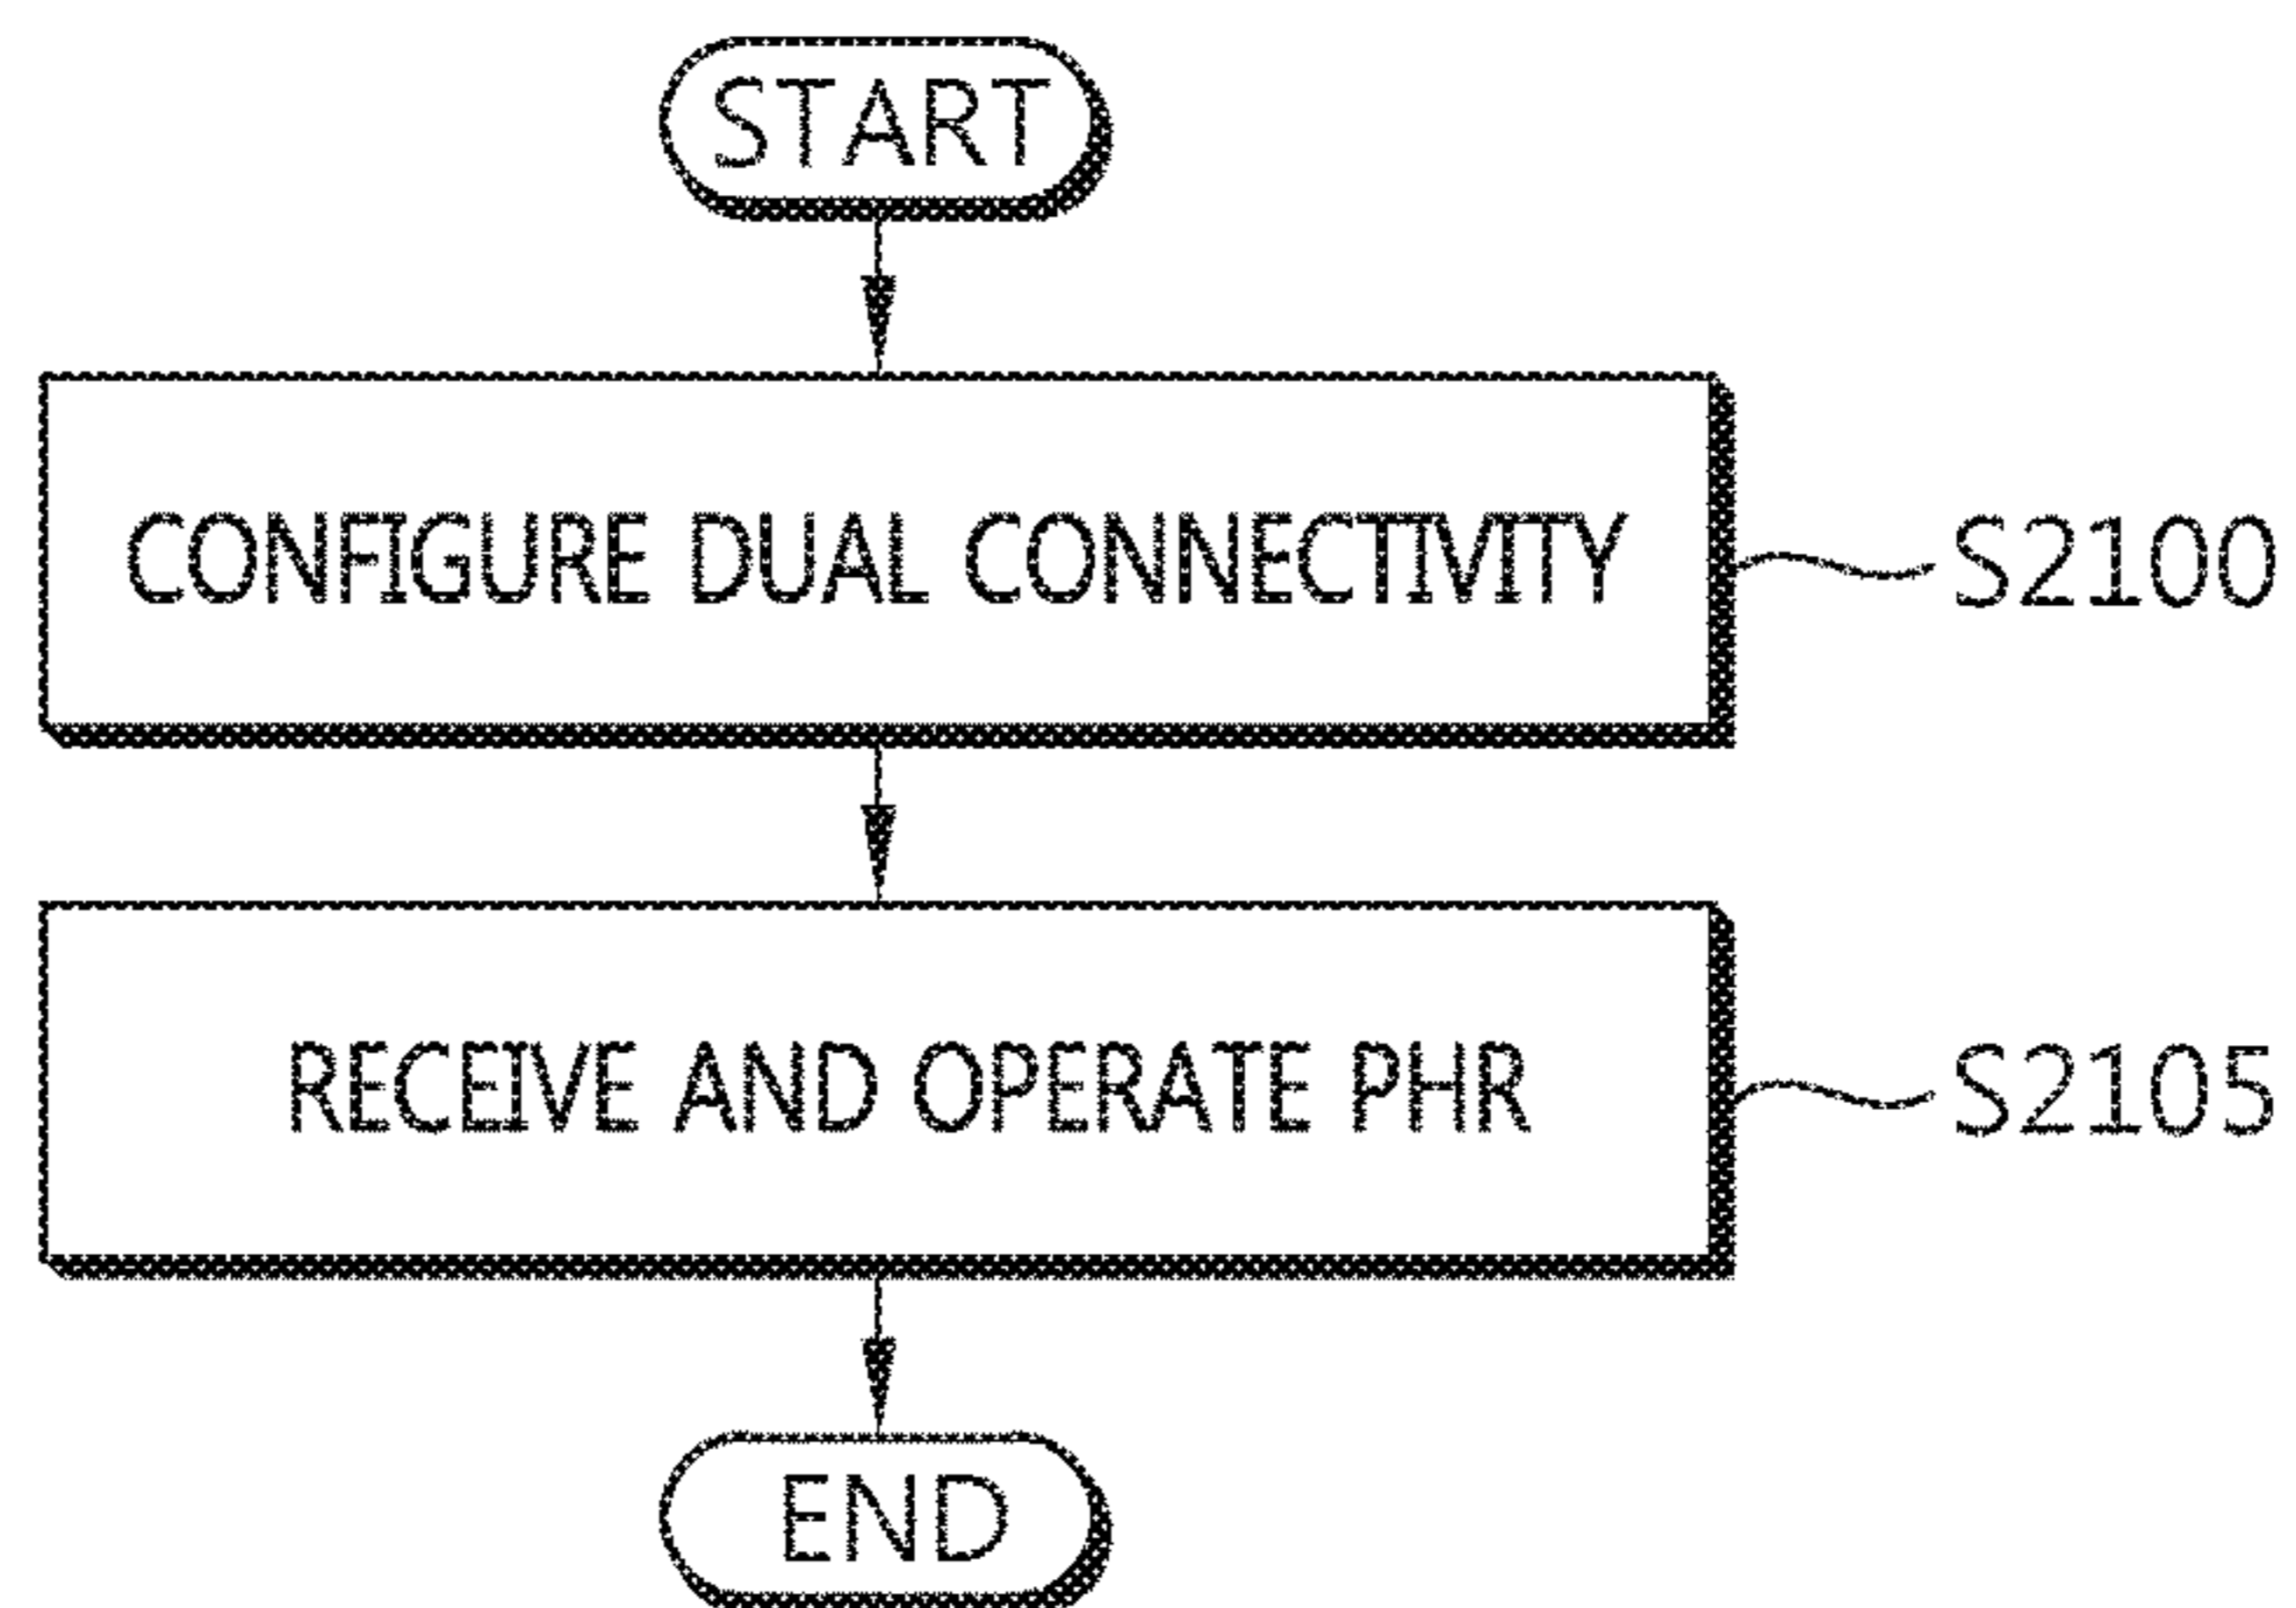 START
CONFIGURE DUAL CONNECTIVITY
S2100
RECEIVE AND OPERATE PHR
S2105
END